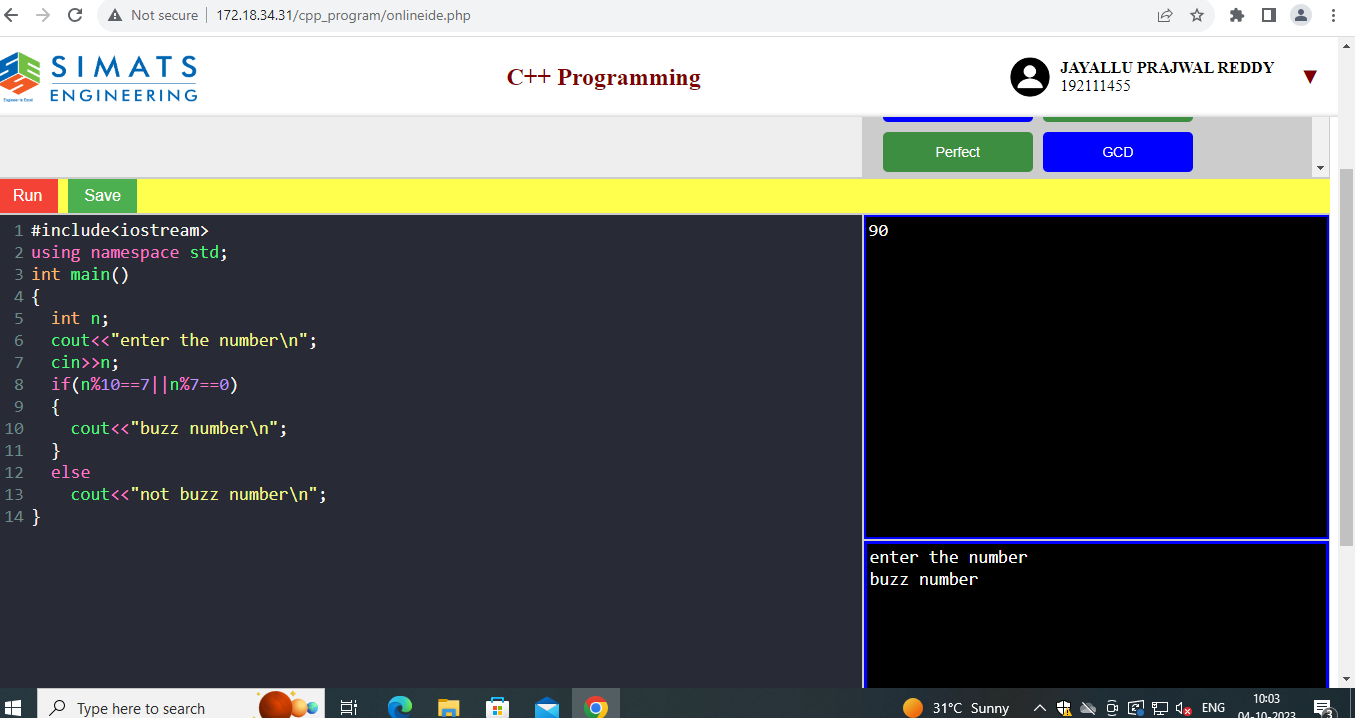 Not secure | 172.18.34.31/cpp_program/onlineide.php
SIMATS
ENGINEERING
Engineer to Excel
C++ Programming
JAYALLU PRAJWAL REDDY
192111455
Perfect
GCD
Run
Save
1 #include<iostream>
2 using namespace std;
3 int main()
4 {
5   int n;
6   cout<<"enter the number\n";
7   cin>>n;
8   if(n%10==7||n%7==0)
9   {
10     cout<<"buzz number\n";
11   }
12   else
13     cout<<"not buzz number\n";
14 }
90
enter the number
buzz number
Type here to search
31°C Sunny
ENG
10:03
04-10-2023
3